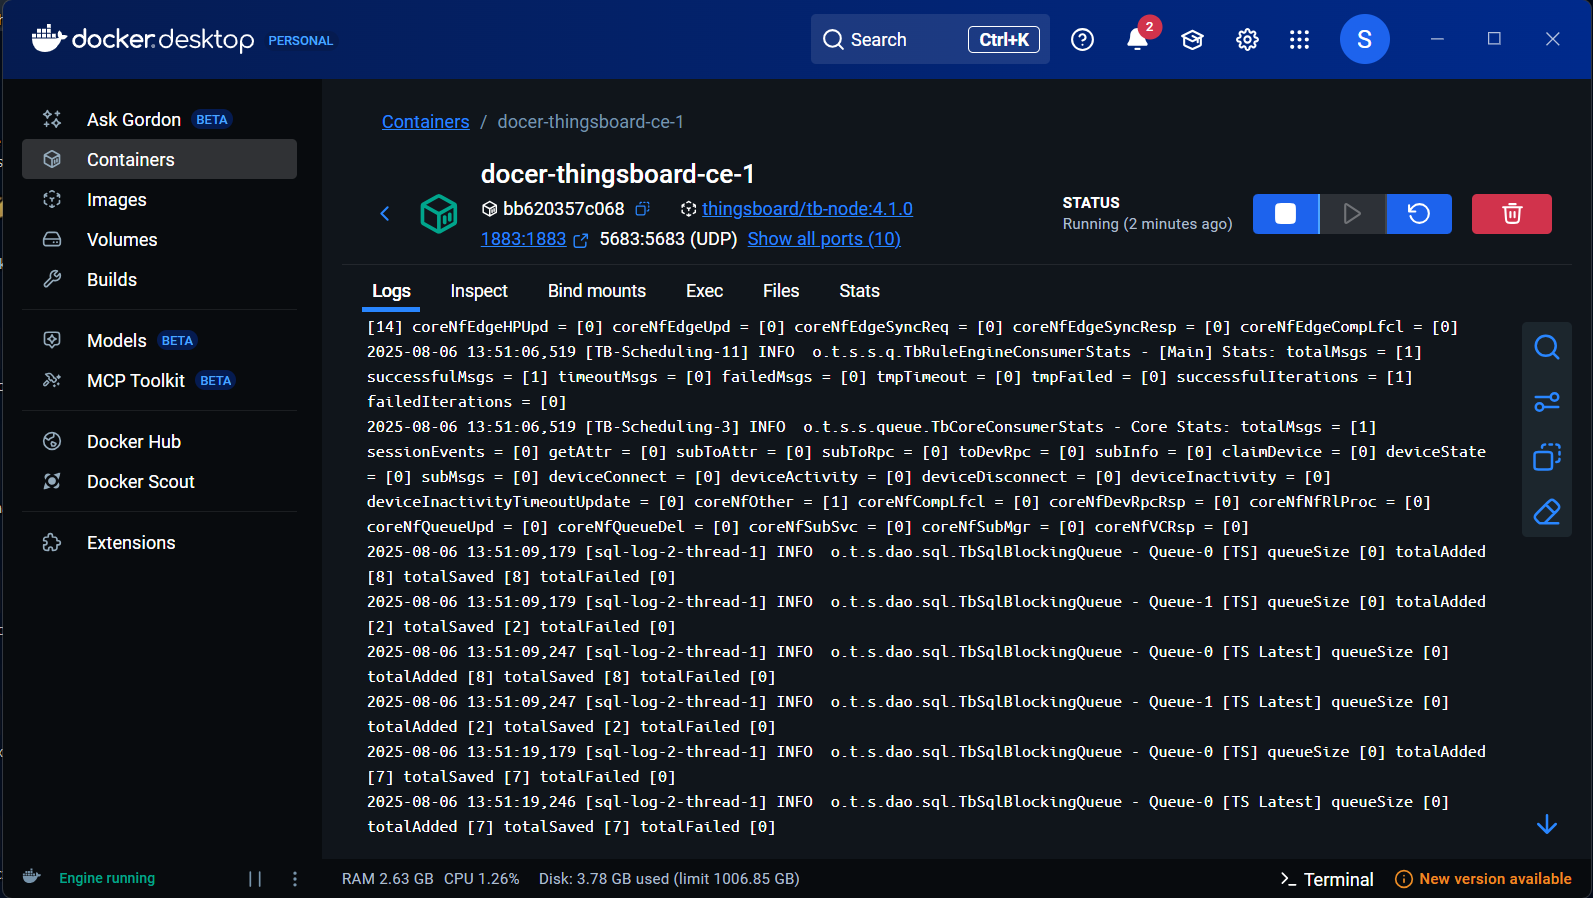 docker.desktop PERSONAL
Search Ctrl+K
2
S
Ask Gordon BETA
Containers
Images
Volumes
Builds
Models BETA
MCP Toolkit BETA
Docker Hub
Docker Scout
Extensions
Containers / docer-thingsboard-ce-1
docer-thingsboard-ce-1
bb620357c068 thingsboard/tb-node:4.1.0
1883:1883 5683:5683 (UDP) Show all ports (10)
STATUS
Running (2 minutes ago)
Logs Inspect Bind mounts Exec Files Stats
[14] coreNfEdgeHPUpd = [0] coreNfEdgeUpd = [0] coreNfEdgeSyncReq = [0] coreNfEdgeSyncResp = [0] coreNfEdgeCompLfcl = [0]
2025-08-06 13:51:06,519 [TB-Scheduling-11] INFO  o.t.s.s.q.TbRuleEngineConsumerStats - [Main] Stats: totalMsgs = [1]
successfulMsgs = [1] timeoutMsgs = [0] failedMsgs = [0] tmpTimeout = [0] tmpFailed = [0] successfulIterations = [1]
failedIterations = [0]
2025-08-06 13:51:06,519 [TB-Scheduling-3] INFO  o.t.s.s.queue.TbCoreConsumerStats - Core Stats: totalMsgs = [1]
sessionEvents = [0] getAttr = [0] subToAttr = [0] subToRpc = [0] toDevRpc = [0] subInfo = [0] claimDevice = [0] deviceState
= [0] subMsgs = [0] deviceConnect = [0] deviceActivity = [0] deviceDisconnect = [0] deviceInactivity = [0]
deviceInactivityTimeoutUpdate = [0] coreNfOther = [1] coreNfCompLfcl = [0] coreNfDevRpcRsp = [0] coreNfNfRlProc = [0]
coreNfQueueUpd = [0] coreNfQueueDel = [0] coreNfSubSvc = [0] coreNfSubMgr = [0] coreNfVCRsp = [0]
2025-08-06 13:51:09,179 [sql-log-2-thread-1] INFO  o.t.s.dao.sql.TbSqlBlockingQueue - Queue-0 [TS] queueSize [0] totalAdded
[8] totalSaved [8] totalFailed [0]
2025-08-06 13:51:09,179 [sql-log-2-thread-1] INFO  o.t.s.dao.sql.TbSqlBlockingQueue - Queue-1 [TS] queueSize [0] totalAdded
[2] totalSaved [2] totalFailed [0]
2025-08-06 13:51:09,247 [sql-log-2-thread-1] INFO  o.t.s.dao.sql.TbSqlBlockingQueue - Queue-0 [TS Latest] queueSize [0]
totalAdded [8] totalSaved [8] totalFailed [0]
2025-08-06 13:51:09,247 [sql-log-2-thread-1] INFO  o.t.s.dao.sql.TbSqlBlockingQueue - Queue-1 [TS Latest] queueSize [0]
totalAdded [2] totalSaved [2] totalFailed [0]
2025-08-06 13:51:19,179 [sql-log-2-thread-1] INFO  o.t.s.dao.sql.TbSqlBlockingQueue - Queue-0 [TS] queueSize [0] totalAdded
[7] totalSaved [7] totalFailed [0]
2025-08-06 13:51:19,246 [sql-log-2-thread-1] INFO  o.t.s.dao.sql.TbSqlBlockingQueue - Queue-0 [TS Latest] queueSize [0]
totalAdded [7] totalSaved [7] totalFailed [0]
Engine running RAM 2.63 GB CPU 1.26% Disk: 3.78 GB used (limit 1006.85 GB) Terminal New version available